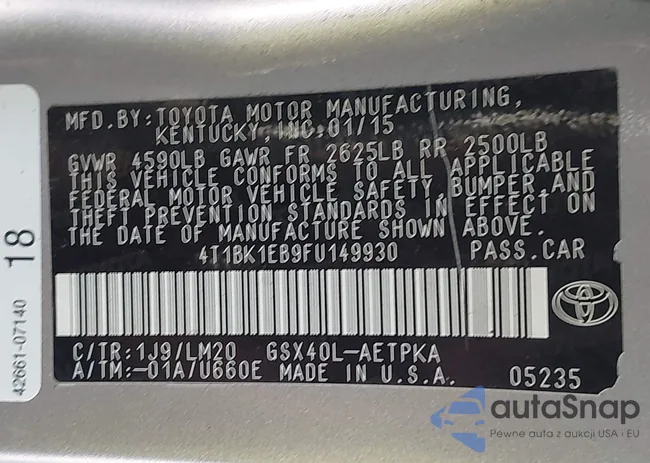 MFD.BY:TOYOTA MOTOR MANUFACTURING,
KENTUCKY, INC.01/15
GVWR 4590LB GAWR FR 2625LB RR 2500LB
THIS VEHICLE CONFORMS TO ALL APPLICABLE
FEDERAL MOTOR VEHICLE SAFETY, BUMPER,AND
THEFT PREVENTION STANDARDS IN EFFECT ON
THE DATE OF MANUFACTURE SHOWN ABOVE.
4T1BK1EB9FU149930 PASS.CAR
C/TR:1J9/LM20 GSX40L-AETPKA
A/TM:-01A/U660E MADE IN U.S.A. 05235
18
42661-07140
autaSnap
Pewne auta z aukcji USA · EU